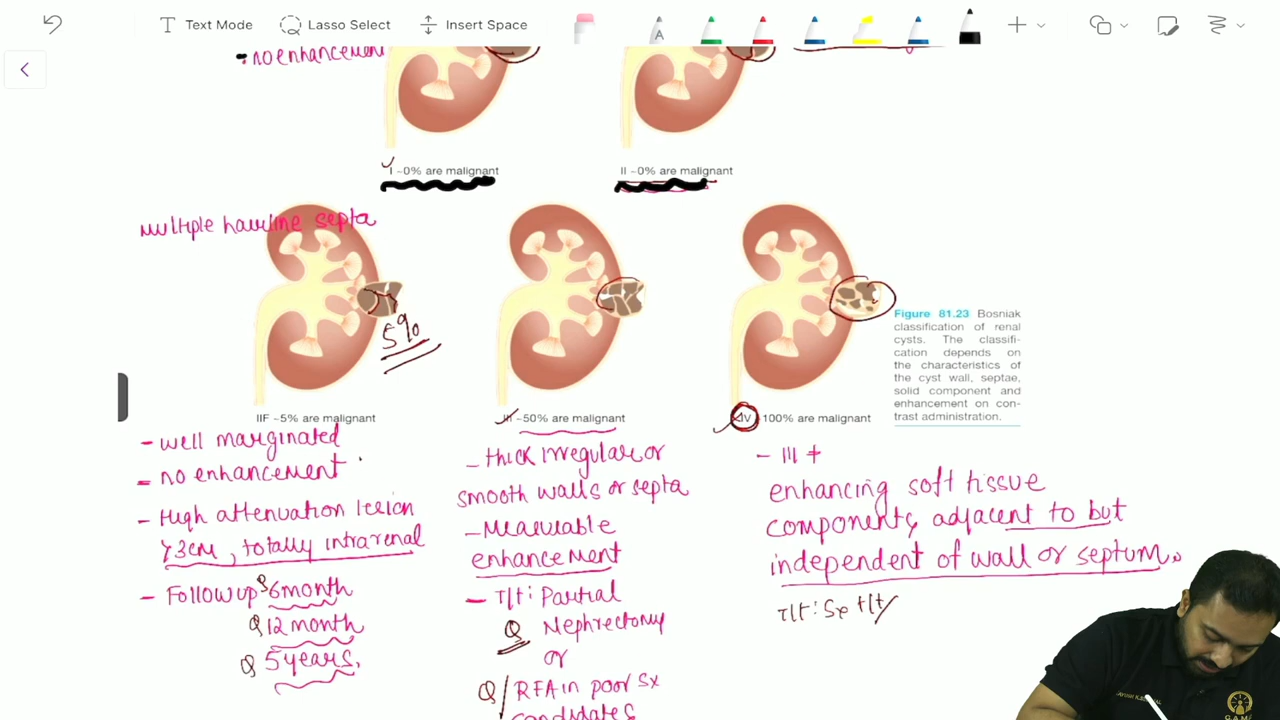 Text Mode
Lasso Select
Insert Space
A
• no enhancement
I ~0% are malignant
II ~0% are malignant
Multiple hairline septa
5%
Figure 81.23 Bosniak
classification of renal
cysts. The classifi-
cation depends on
the characteristics of
the cyst wall, septae,
solid component and
enhancement on con-
trast administration.
IIF ~5% are malignant
III ~50% are malignant
IV ~100% are malignant
- well marginated
- no enhancement
- High attenuation lesion
>3cm, totally intrarenal
- Followup 6month
12 month
5 years.
- thick irregular or
smooth walls or septa
- Measurable
enhancement
- T/t: Partial
Nephrectomy
or
RFA in poor Sx
candidates
- III +
enhancing soft tissue
components, adjacent to but
independent of wall or septum.
T/t: Sx t/t